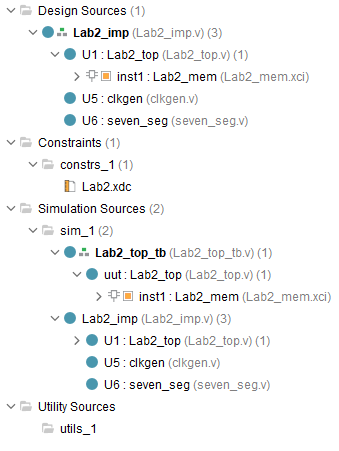 Design Sources (1)
Lab2_imp (Lab2_imp.v) (3)
U1 : Lab2_top (Lab2_top.v) (1)
inst1 : Lab2_mem (Lab2_mem.xci)
U5 : clkgen (clkgen.v)
U6 : seven_seg (seven_seg.v)
Constraints (1)
constrs_1 (1)
Lab2.xdc
Simulation Sources (2)
sim_1 (2)
Lab2_top_tb (Lab2_top_tb.v) (1)
uut : Lab2_top (Lab2_top.v) (1)
inst1 : Lab2_mem (Lab2_mem.xci)
Lab2_imp (Lab2_imp.v) (3)
U1 : Lab2_top (Lab2_top.v) (1)
U5 : clkgen (clkgen.v)
U6 : seven_seg (seven_seg.v)
Utility Sources
utils_1